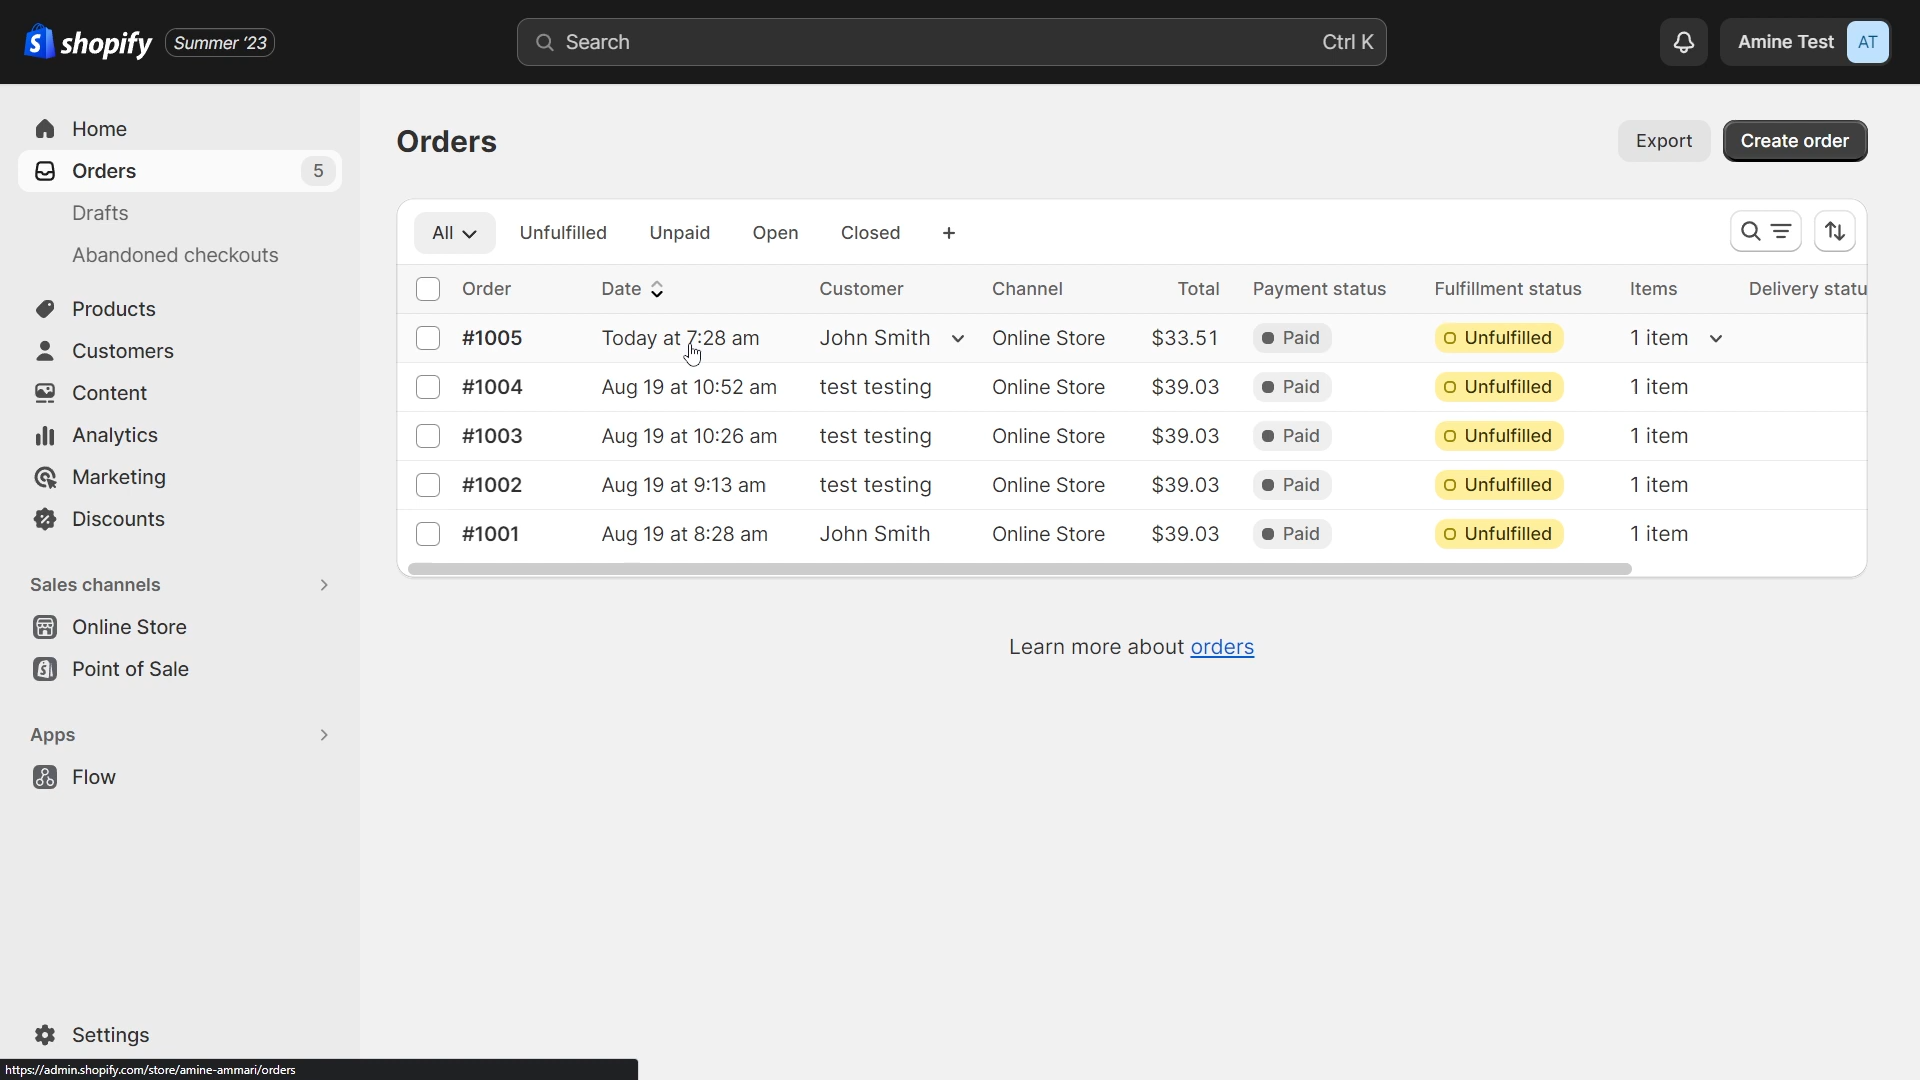 shopify Summer '23 Search Ctrl K Amine Test AT
Home
Orders 5
Drafts
Abandoned checkouts
Products
Customers
Content
Analytics
Marketing
Discounts
Sales channels
Online Store
Point of Sale
Apps
Flow
Settings
Orders Export Create order
All Unfulfilled Unpaid Open Closed +
Order Date Customer Channel Total Payment status Fulfillment status Items Delivery statu
#1005 Today at 7:28 am John Smith Online Store $33.51 Paid Unfulfilled 1 item
#1004 Aug 19 at 10:52 am test testing Online Store $39.03 Paid Unfulfilled 1 item
#1003 Aug 19 at 10:26 am test testing Online Store $39.03 Paid Unfulfilled 1 item
#1002 Aug 19 at 9:13 am test testing Online Store $39.03 Paid Unfulfilled 1 item
#1001 Aug 19 at 8:28 am John Smith Online Store $39.03 Paid Unfulfilled 1 item
Learn more about orders
https://admin.shopify.com/store/amine-ammari/orders